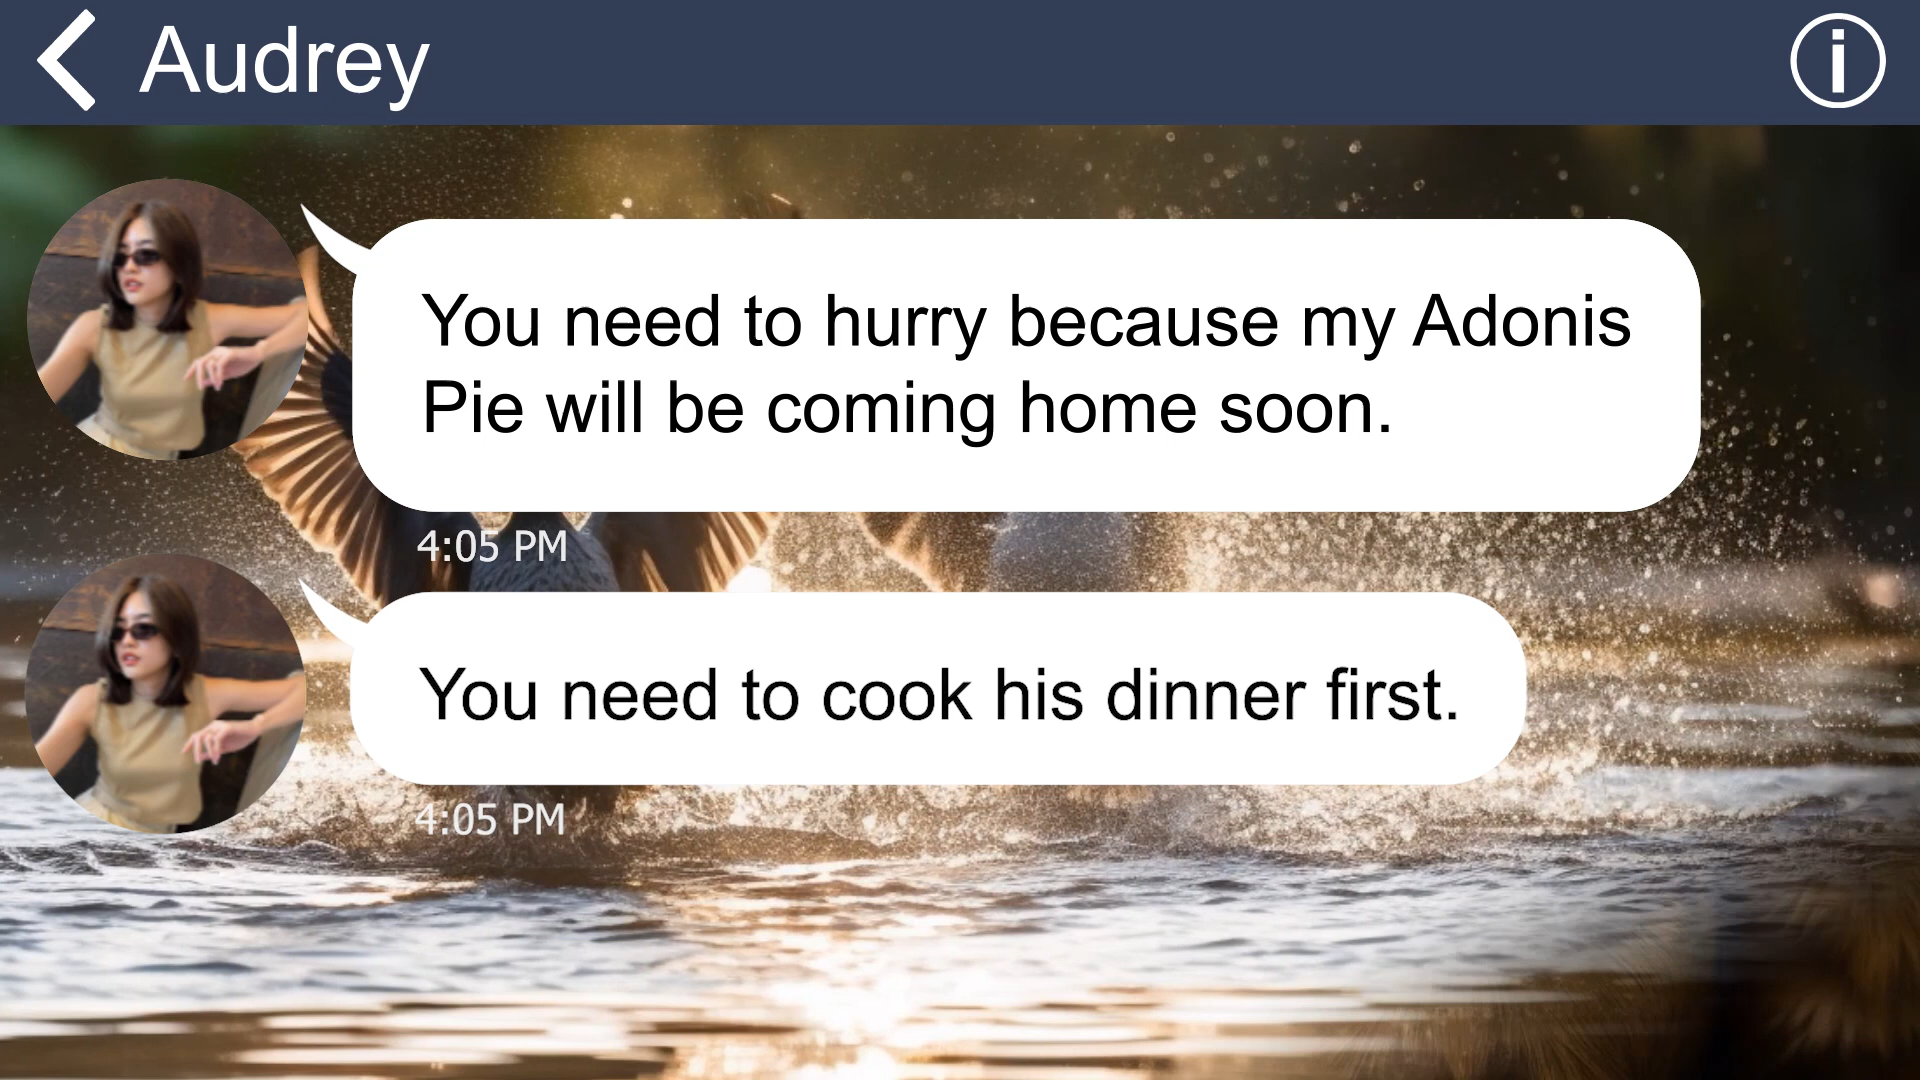 Audrey
You need to hurry because my Adonis
Pie will be coming home soon.
4:05 PM
You need to cook his dinner first.
4:05 PM